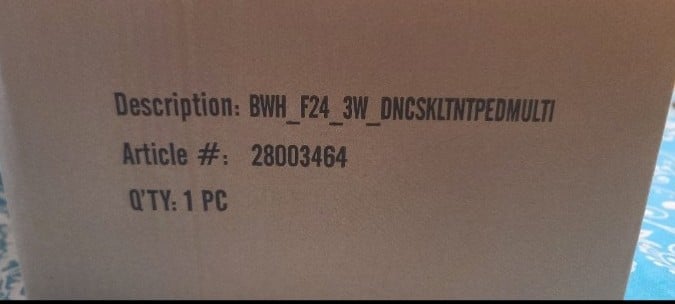 Description: BWH_F24_3W_DNCSKLTNTPEDMULTI
Article #: 28003464
Q'TY: 1 PC